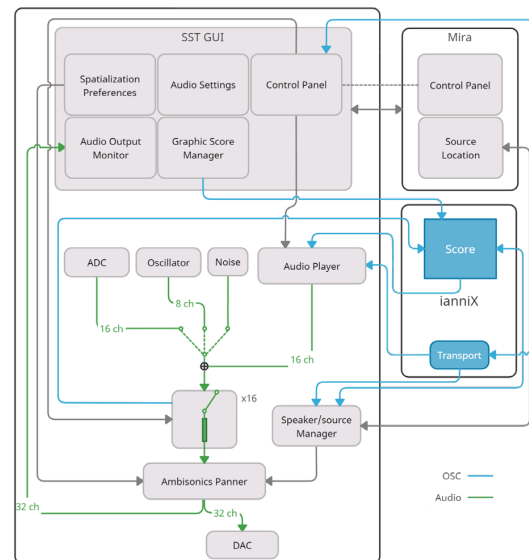 SST GUI
Mira
Spatialization
Preferences
Audio Settings
Control Panel
Control Panel
Audio Output
Monitor
Graphic Score
Manager
Source
Location
ADC
Oscillator
Noise
Audio Player
Score
ianniX
8 ch
16 ch
16 ch
Transport
x16
Speaker/source
Manager
Ambisonics Panner
OSC
Audio
32 ch
32 ch
DAC